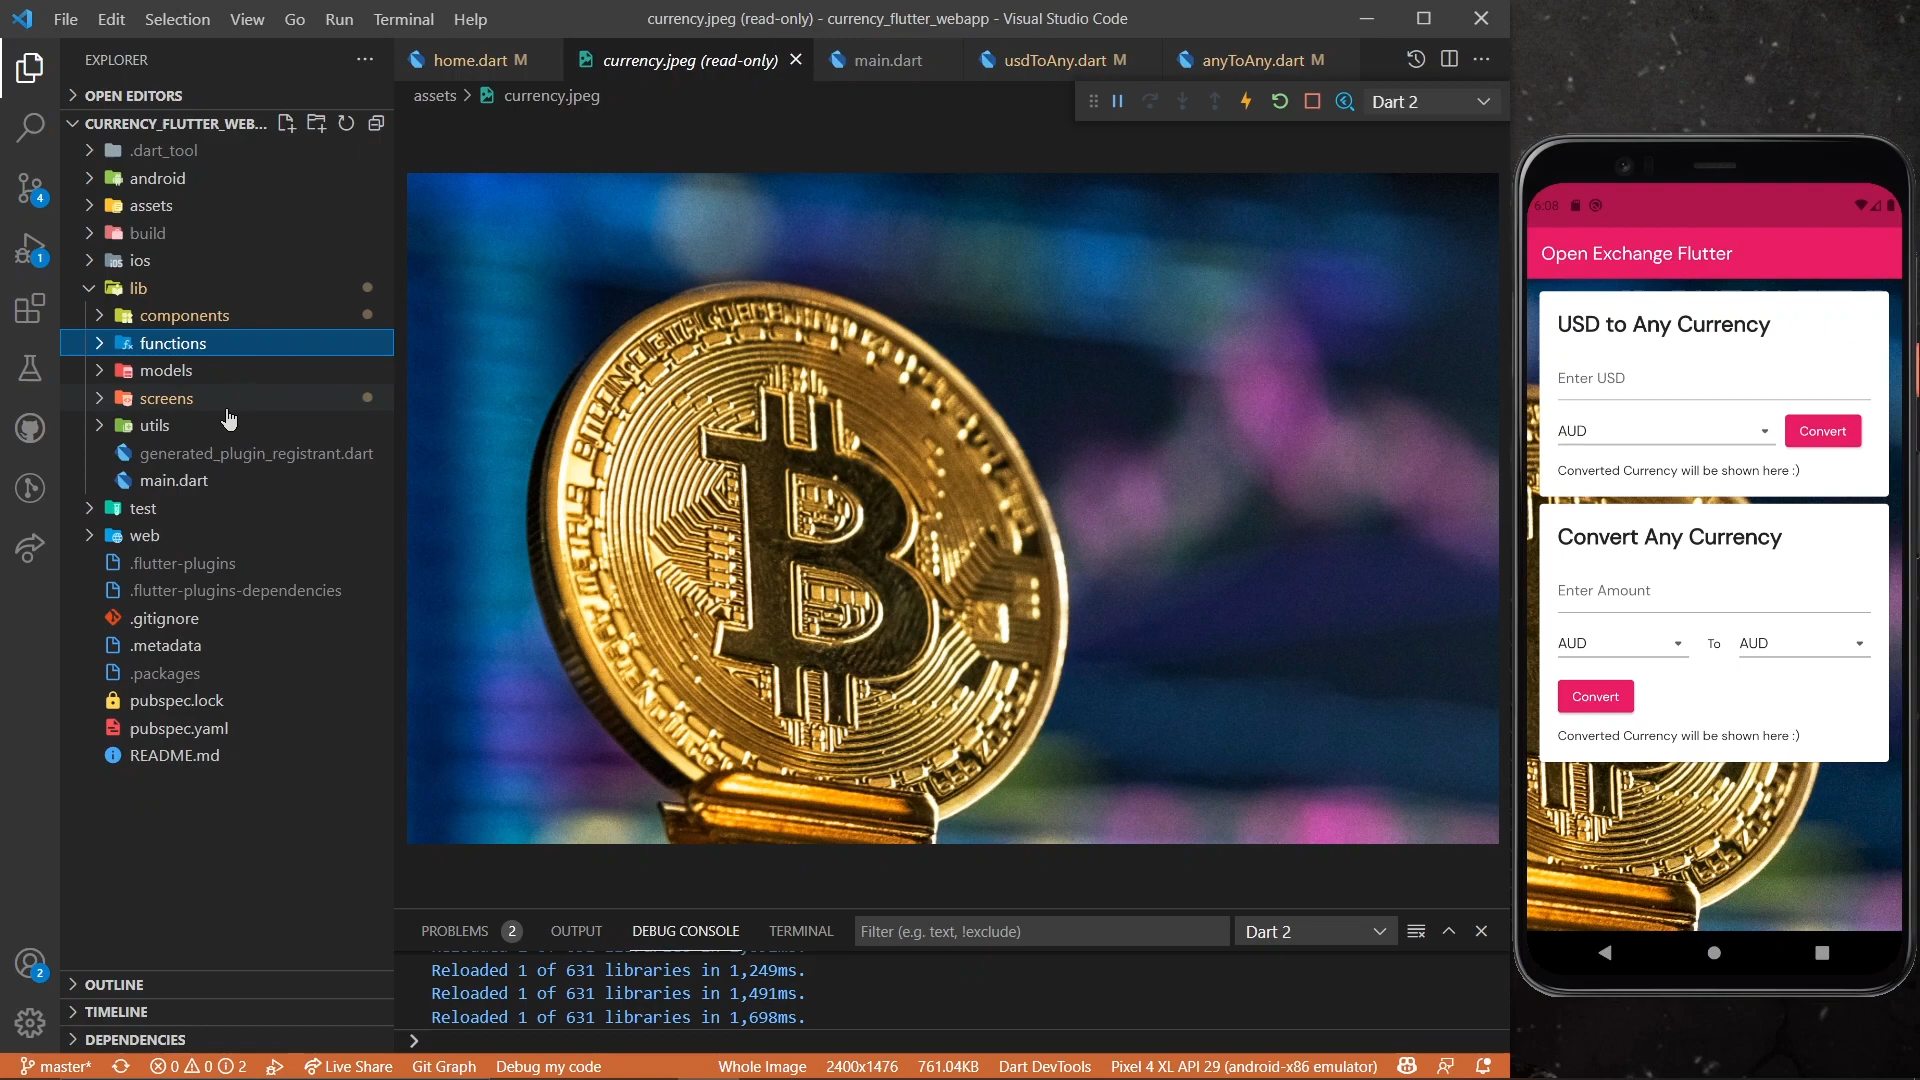 File Edit Selection View Go Run Terminal Help
currency.jpeg (read-only) - currency_flutter_webapp - Visual Studio Code
EXPLORER
home.dart M
currency.jpeg (read-only)
main.dart
usdToAny.dart M
anyToAny.dart M
assets > currency.jpeg
Dart 2
OPEN EDITORS
CURRENCY_FLUTTER_WEB...
.dart_tool
android
assets
build
ios
lib
components
functions
models
screens
utils
generated_plugin_registrant.dart
main.dart
test
web
.flutter-plugins
.flutter-plugins-dependencies
.gitignore
.metadata
.packages
pubspec.lock
pubspec.yaml
README.md
OUTLINE
TIMELINE
DEPENDENCIES
4
1
2
PROBLEMS 2 OUTPUT DEBUG CONSOLE TERMINAL
Filter (e.g. text, !exclude)
Dart 2
Reloaded 1 of 631 libraries in 1,249ms.
Reloaded 1 of 631 libraries in 1,491ms.
Reloaded 1 of 631 libraries in 1,698ms.
master* 0 0 2 Live Share Git Graph Debug my code
Whole Image 2400x1476 761.04KB Dart DevTools Pixel 4 XL API 29 (android-x86 emulator)
6:08
Open Exchange Flutter
USD to Any Currency
Enter USD
AUD Convert
Converted Currency will be shown here :)
Convert Any Currency
Enter Amount
AUD To AUD
Convert
Converted Currency will be shown here :)